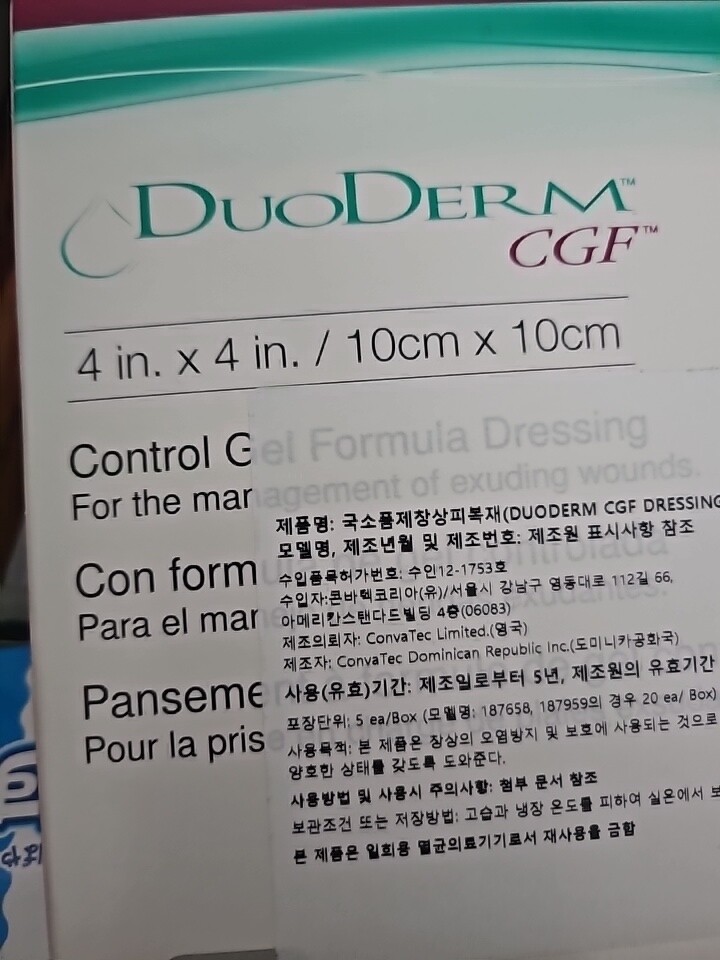 DUODERM™
CGF™
4 in. x 4 in. / 10cm x 10cm
Control Gel Formula Dressing
For the management of exuding wounds.
제품명: 국소품제창상피복재(DUODERM CGF DRESSING
모델명, 제조년월 및 제조번호: 제조원 표시사항 참조
수입품목허가번호: 수인12-1753호
수입자:콘바텍코리아(유)/서울시 강남구 영동대로 112길 66,
아메리칸스탠다드빌딩 4층(06083)
Con formula controlada
Para el exudantes.
제조의뢰자: ConvaTec Limited.(영국)
제조자: ConvaTec Dominican Republic Inc.(도미니카공화국)
Panseme
사용(유효)기간: 제조일로부터 5년, 제조원의 유효기간
Pour la pris
포장단위: 5 ea/Box (모델명: 187658, 187959의 경우 20 ea/ Box)
사용목적: 본 제품은 창상의 오염방지 및 보호에 사용되는 것으로
양호한 상태를 갖도록 도와준다.
사용방법 및 사용시 주의사항: 첨부 문서 참조
보관조건 또는 저장방법: 고습과 냉장 온도를 피하여 실온에서 보
본 제품은 일회용 멸균의료기기로서 재사용을 금함